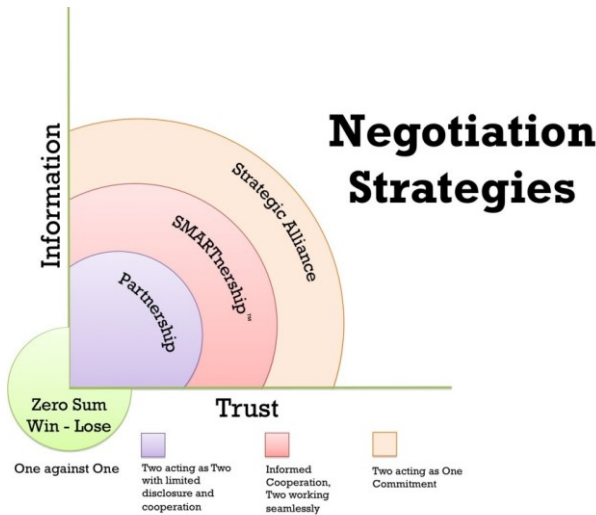 Negotiation
Strategies
Information
Strategic Alliance
SMARTnership™
Partnership
Zero Sum
Win - Lose
Trust
One against One
Two acting as Two
with limited
disclosure and
cooperation
Informed
Cooperation,
Two working
seamlessly
Two acting as One
Commitment